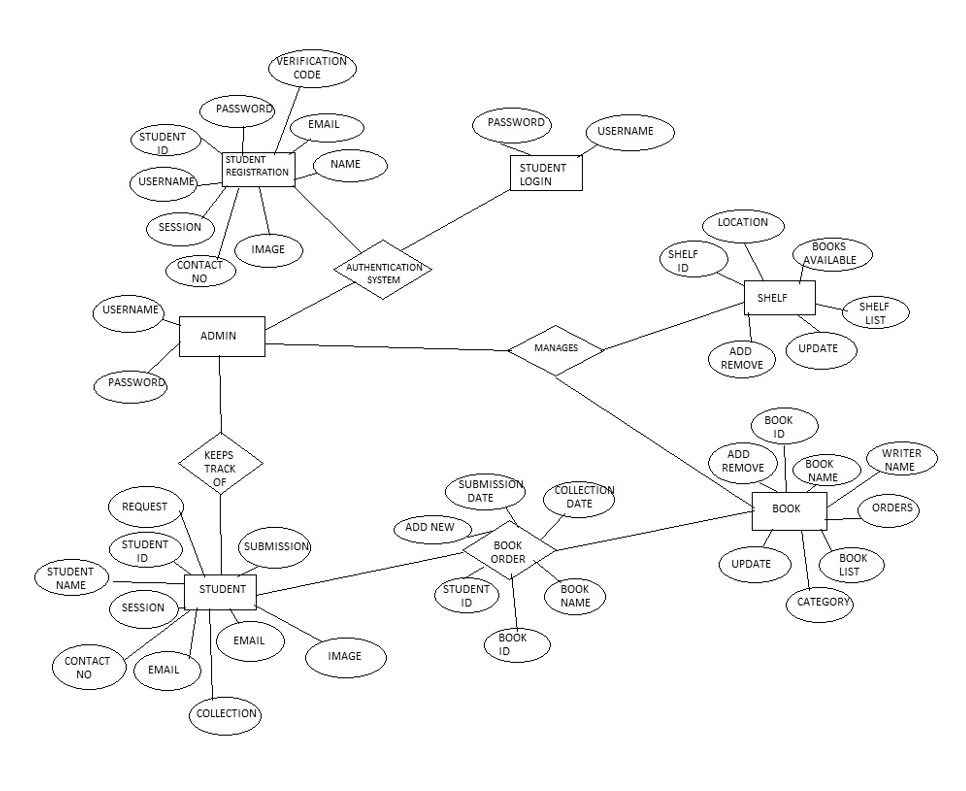 VERIFICATION
CODE
PASSWORD
EMAIL
STUDENT
ID
STUDENT
REGISTRATION
NAME
USERNAME
SESSION
IMAGE
CONTACT
NO
PASSWORD
USERNAME
STUDENT
LOGIN
AUTHENTICATION
SYSTEM
LOCATION
SHELF
ID
BOOKS
AVAILABLE
SHELF
SHELF
LIST
ADD
REMOVE
UPDATE
USERNAME
ADMIN
PASSWORD
MANAGES
KEEPS
TRACK
OF
BOOK
ID
ADD
REMOVE
BOOK
NAME
WRITER
NAME
BOOK
ORDERS
UPDATE
BOOK
LIST
CATEGORY
SUBMISSION
DATE
COLLECTION
DATE
ADD NEW
BOOK
ORDER
STUDENT
ID
BOOK
NAME
BOOK
ID
REQUEST
STUDENT
ID
SUBMISSION
STUDENT
NAME
STUDENT
SESSION
EMAIL
CONTACT
NO
EMAIL
IMAGE
COLLECTION